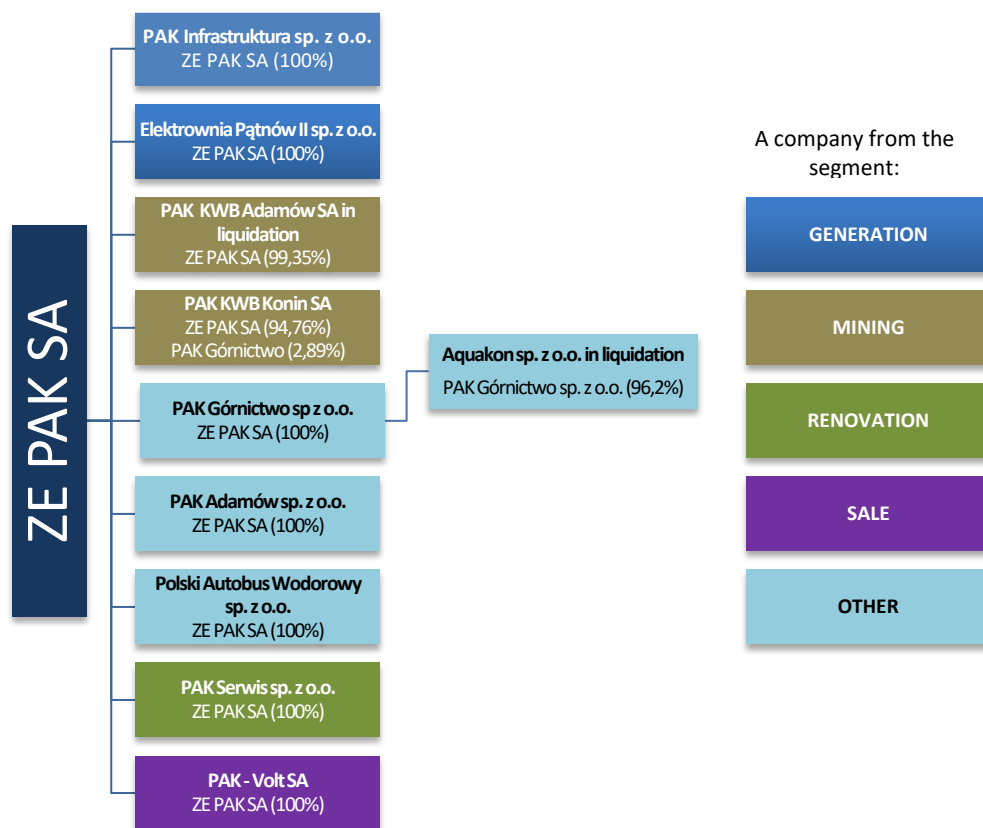 ZE PAK SA
PAK Infrastruktura sp. z o.o.
ZE PAK SA (100%)
Elektrownia Pątnów II sp. z o.o.
ZE PAK SA (100%)
PAK KWB Adamów SA in
liquidation
ZE PAK SA (99,35%)
PAK KWB Konin SA
ZE PAK SA (94,76%)
PAK Górnictwo (2,89%)
PAK Górnictwo sp z o.o.
ZE PAK SA (100%)
Aquakon sp. z o.o. in liquidation
PAK Górnictwo sp. z o.o. (96,2%)
PAK Adamów sp. z o.o.
ZE PAK SA (100%)
Polski Autobus Wodorowy
sp. z o.o.
ZE PAK SA (100%)
PAK Serwis sp. z o.o.
ZE PAK SA (100%)
PAK - Volt SA
ZE PAK SA (100%)
A company from the
segment:
GENERATION
MINING
RENOVATION
SALE
OTHER